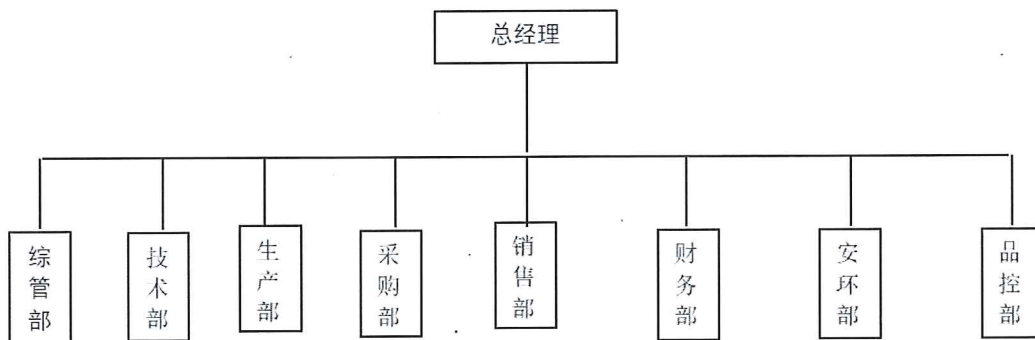 总经理
综管部
技术部
生产部
采购部
销售部
财务部
安环部
品控部